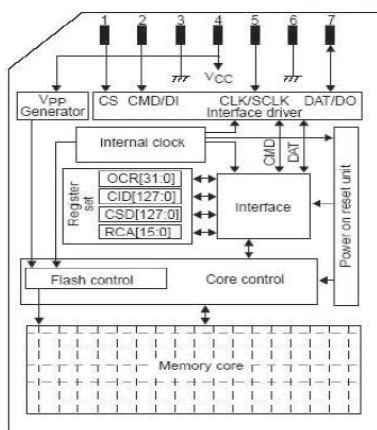 1 2 3 4 5 6 7
VCC
VPP Generator
CS CMD/DI CLK/SCLK DAT/DO
Interface driver
Internal clock
CMD
DAT
Register set
OCR[31:0]
CID[127:0]
CSD[127:0]
RCA[15:0]
Interface
Power on reset unit
Flash control
Core control
Memory core